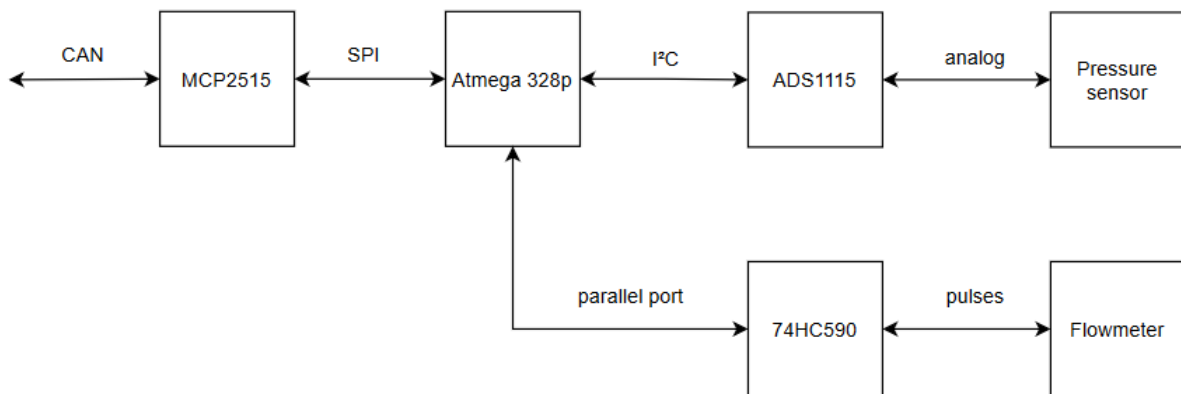 CAN
SPI
I²C
analog
MCP2515
Atmega 328p
ADS1115
Pressure
sensor
parallel port
pulses
74HC590
Flowmeter